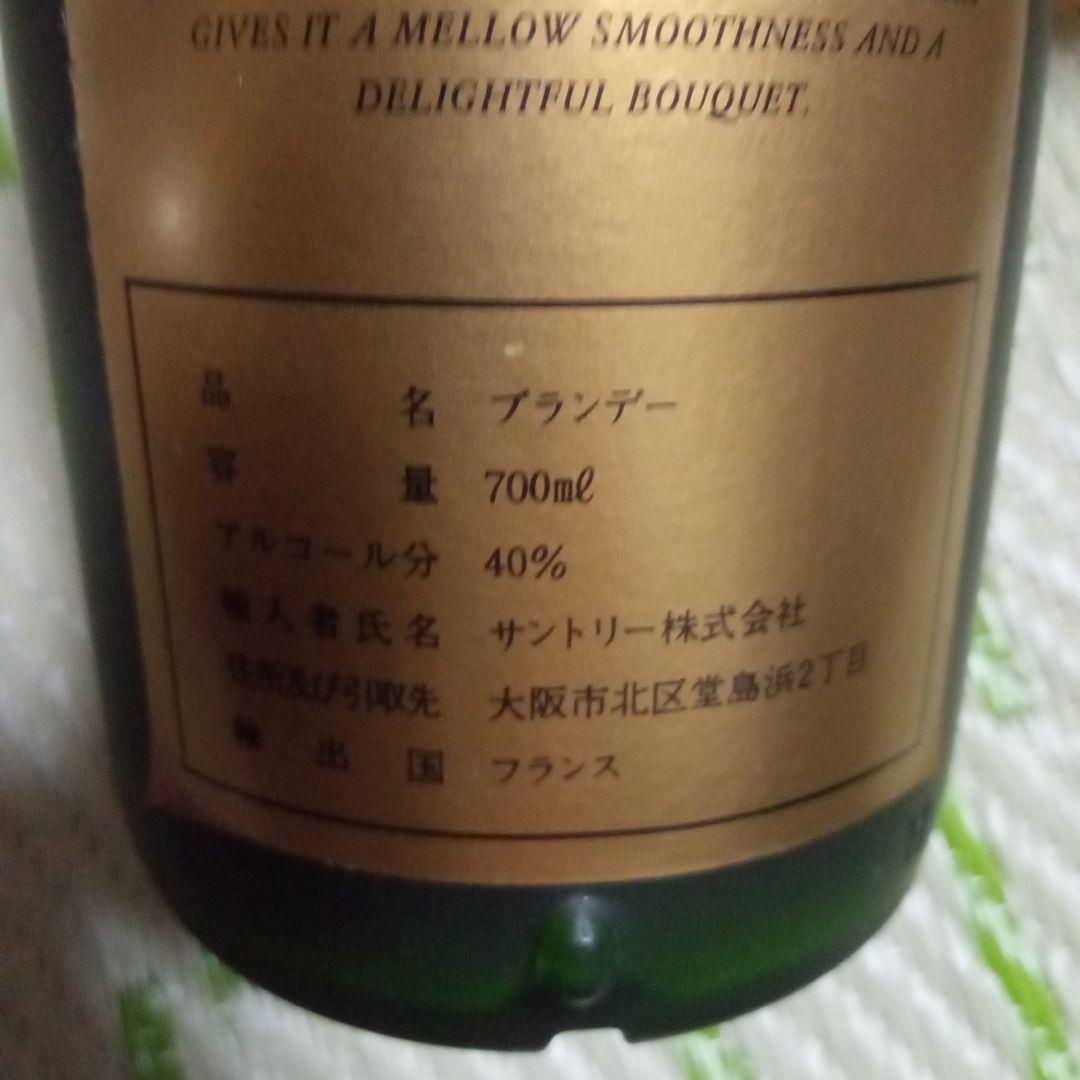 GIVES IT A MELLOW SMOOTHNESS AND A
DELIGHTFUL BOUQUET.
品名 ブランデー
容量 700mℓ
アルコール分 40%
輸入者氏名 サントリー株式会社
住所及び引取先 大阪市北区堂島浜2丁目
輸出国 フランス